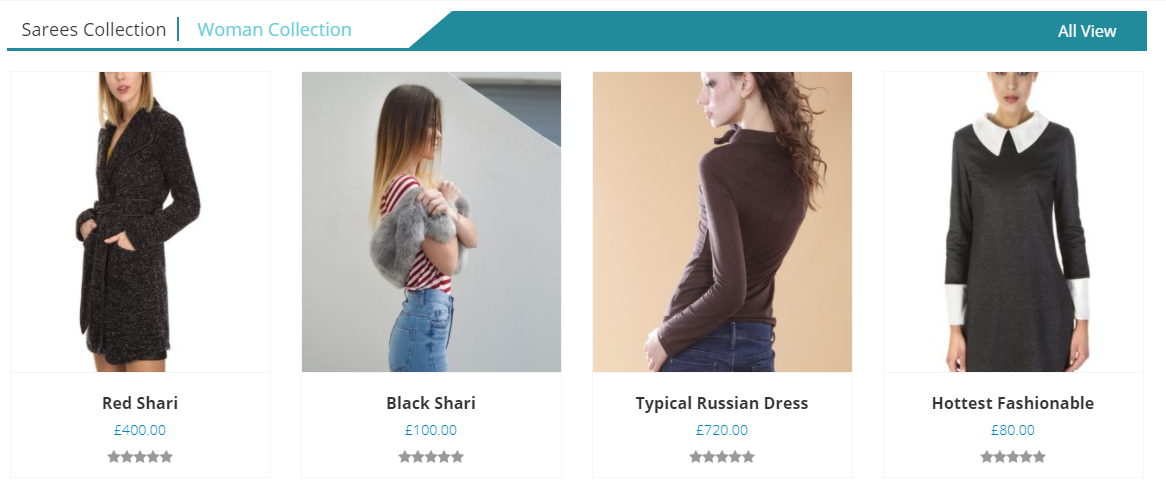 Sarees Collection
Woman Collection
All View
Red Shari
£400.00
Black Shari
£100.00
Typical Russian Dress
£720.00
Hottest Fashionable
£80.00